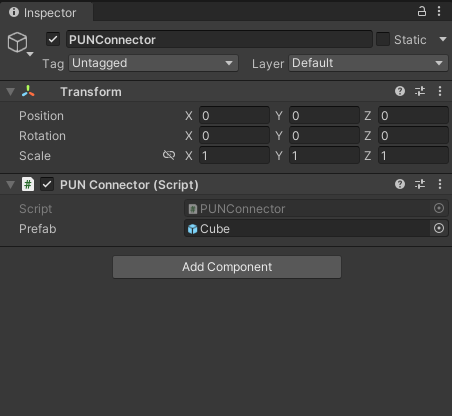 Inspector
PUNConnector Static
Tag Untagged Layer Default
Transform
Position X 0 Y 0 Z 0
Rotation X 0 Y 0 Z 0
Scale X 1 Y 1 Z 1
# PUN Connector (Script)
Script # PUNConnector
Prefab Cube
Add Component